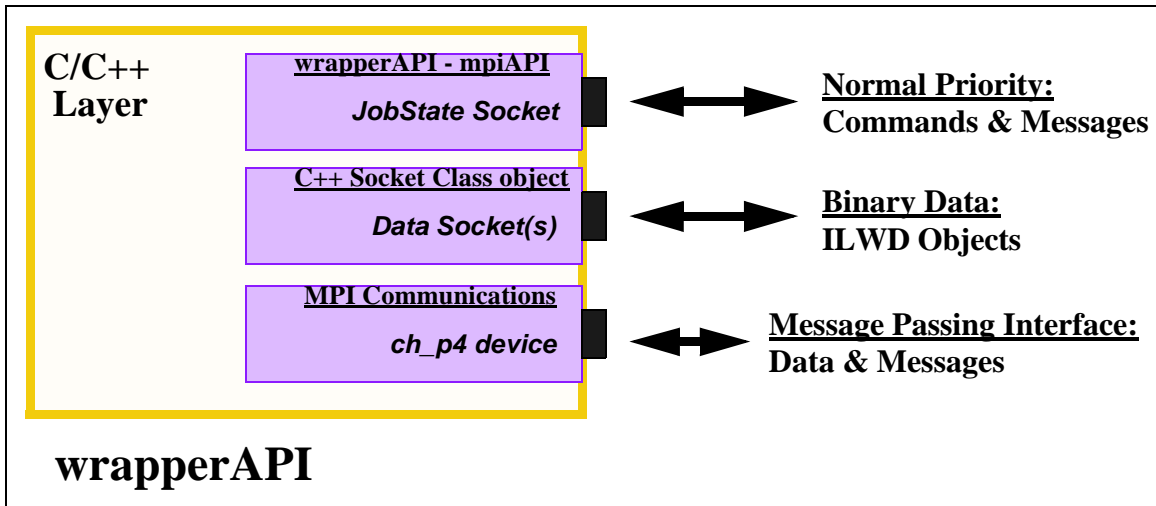 C/C++
Layer
wrapperAPI - mpiAPI
JobState Socket
Normal Priority:
Commands & Messages
C++ Socket Class object
Data Socket(s)
Binary Data:
ILWD Objects
MPI Communications
ch_p4 device
Message Passing Interface:
Data & Messages
wrapperAPI